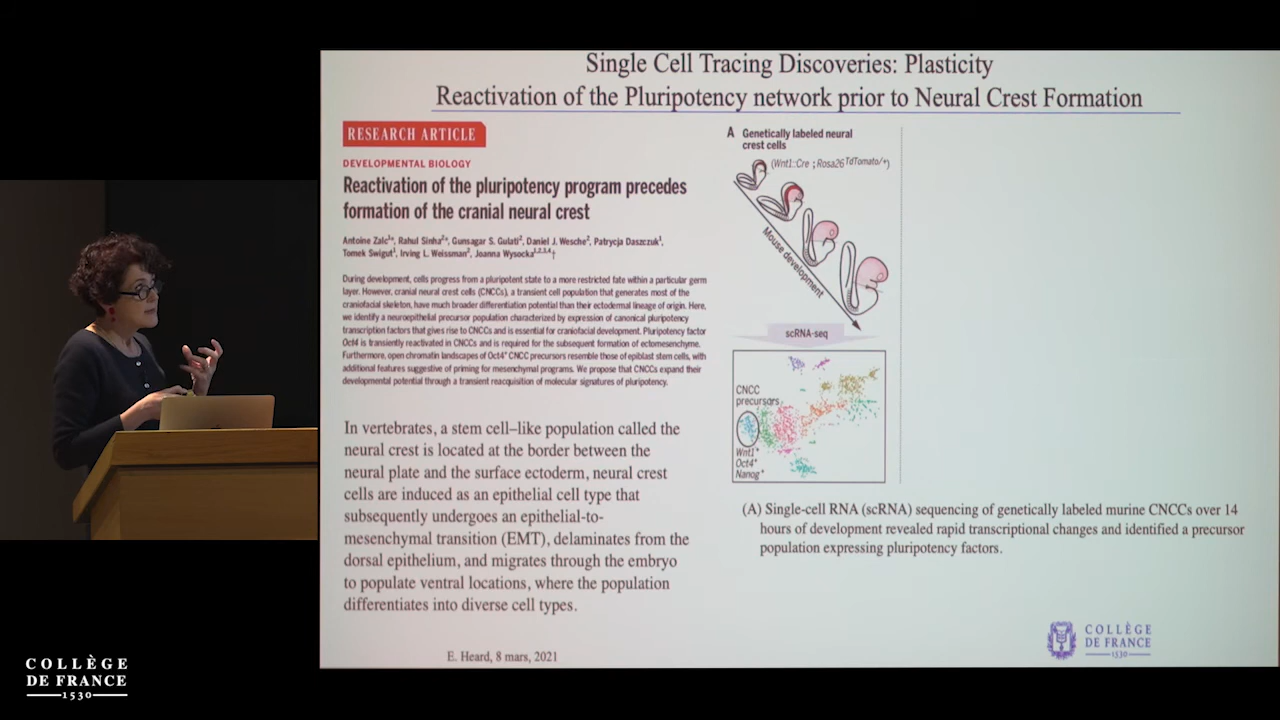 Single Cell Tracing Discoveries: Plasticity
Reactivation of the Pluripotency network prior to Neural Crest Formation
RESEARCH ARTICLE
DEVELOPMENTAL BIOLOGY
Reactivation of the pluripotency program precedes
formation of the cranial neural crest
Antoine Zalc¹*, Rahul Sinha²*, Gunsagar S. Gulati², Daniel J. Wesche², Patrycja Daszczuk¹,
Tomek Swigut¹, Irving L. Weissman², Joanna Wysocka¹,²,³,⁴†
During development, cells progress from a pluripotent state to a more restricted fate within a particular germ
layer. However, cranial neural crest cells (CNCCs), a transient cell population that generates most of the
craniofacial skeleton, have much broader differentiation potential than their ectodermal lineage of origin. Here,
we identify a neuroepithelial precursor population characterized by expression of canonical pluripotency
transcription factors that gives rise to CNCCs and is essential for craniofacial development. Pluripotency factor
Oct4 is transiently reactivated in CNCCs and is required for the subsequent formation of ectomesenchyme.
Furthermore, open chromatin landscapes of Oct4⁺ CNCC precursors resemble those of epiblast stem cells, with
additional features suggestive of priming for mesenchymal programs. We propose that CNCCs expand their
developmental potential through a transient reacquisition of molecular signatures of pluripotency.
In vertebrates, a stem cell–like population called the
neural crest is located at the border between the
neural plate and the surface ectoderm, neural crest
cells are induced as an epithelial cell type that
subsequently undergoes an epithelial-to-
mesenchymal transition (EMT), delaminates from the
dorsal epithelium, and migrates through the embryo
to populate ventral locations, where the population
differentiates into diverse cell types.
A Genetically labeled neural
crest cells
(Wnt1::Cre ; Rosa26 TdTomato/+)
Mouse development
scRNA-seq
CNCC
precursors
Wnt1⁺
Oct4⁺
Nanog⁺
(A) Single-cell RNA (scRNA) sequencing of genetically labeled murine CNCCs over 14
hours of development revealed rapid transcriptional changes and identified a precursor
population expressing pluripotency factors.
E. Heard, 8 mars, 2021
COLLÈGE
DE FRANCE
1530
COLLÈGE
DE FRANCE
1530